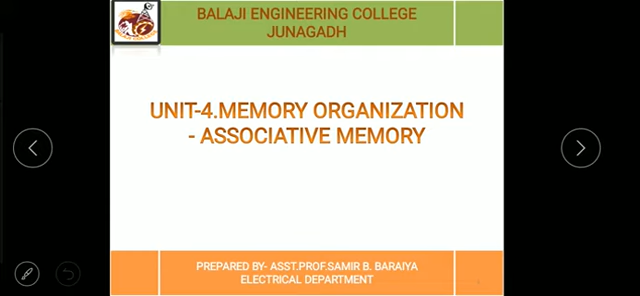 BALAJI ENGINEERING COLLEGE
JUNAGADH
UNIT-4.MEMORY ORGANIZATION
- ASSOCIATIVE MEMORY
PREPARED BY- ASST.PROF.SAMIR B. BARAIYA
ELECTRICAL DEPARTMENT